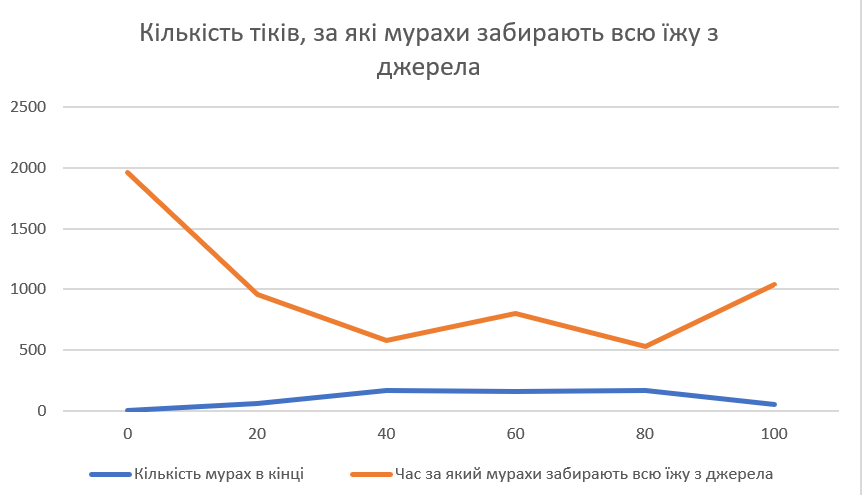 Кількість тіків, за які мурахи забирають всю їжу з
джерела
2500
2000
1500
1000
500
0
0 20 40 60 80 100
Кількість мурах в кінці Час за який мурахи забирають всю їжу з джерела